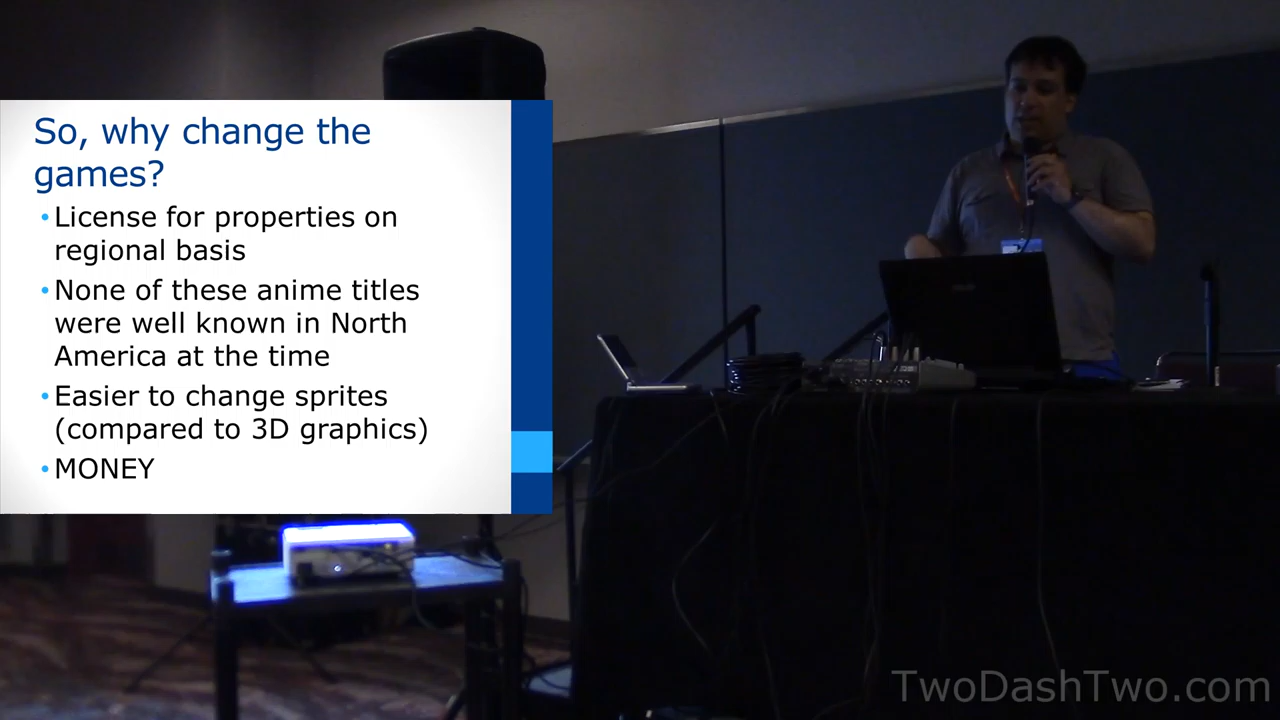 So, why change the
games?
•License for properties on
regional basis
•None of these anime titles
were well known in North
America at the time
•Easier to change sprites
(compared to 3D graphics)
•MONEY
TwoDashTwo.com